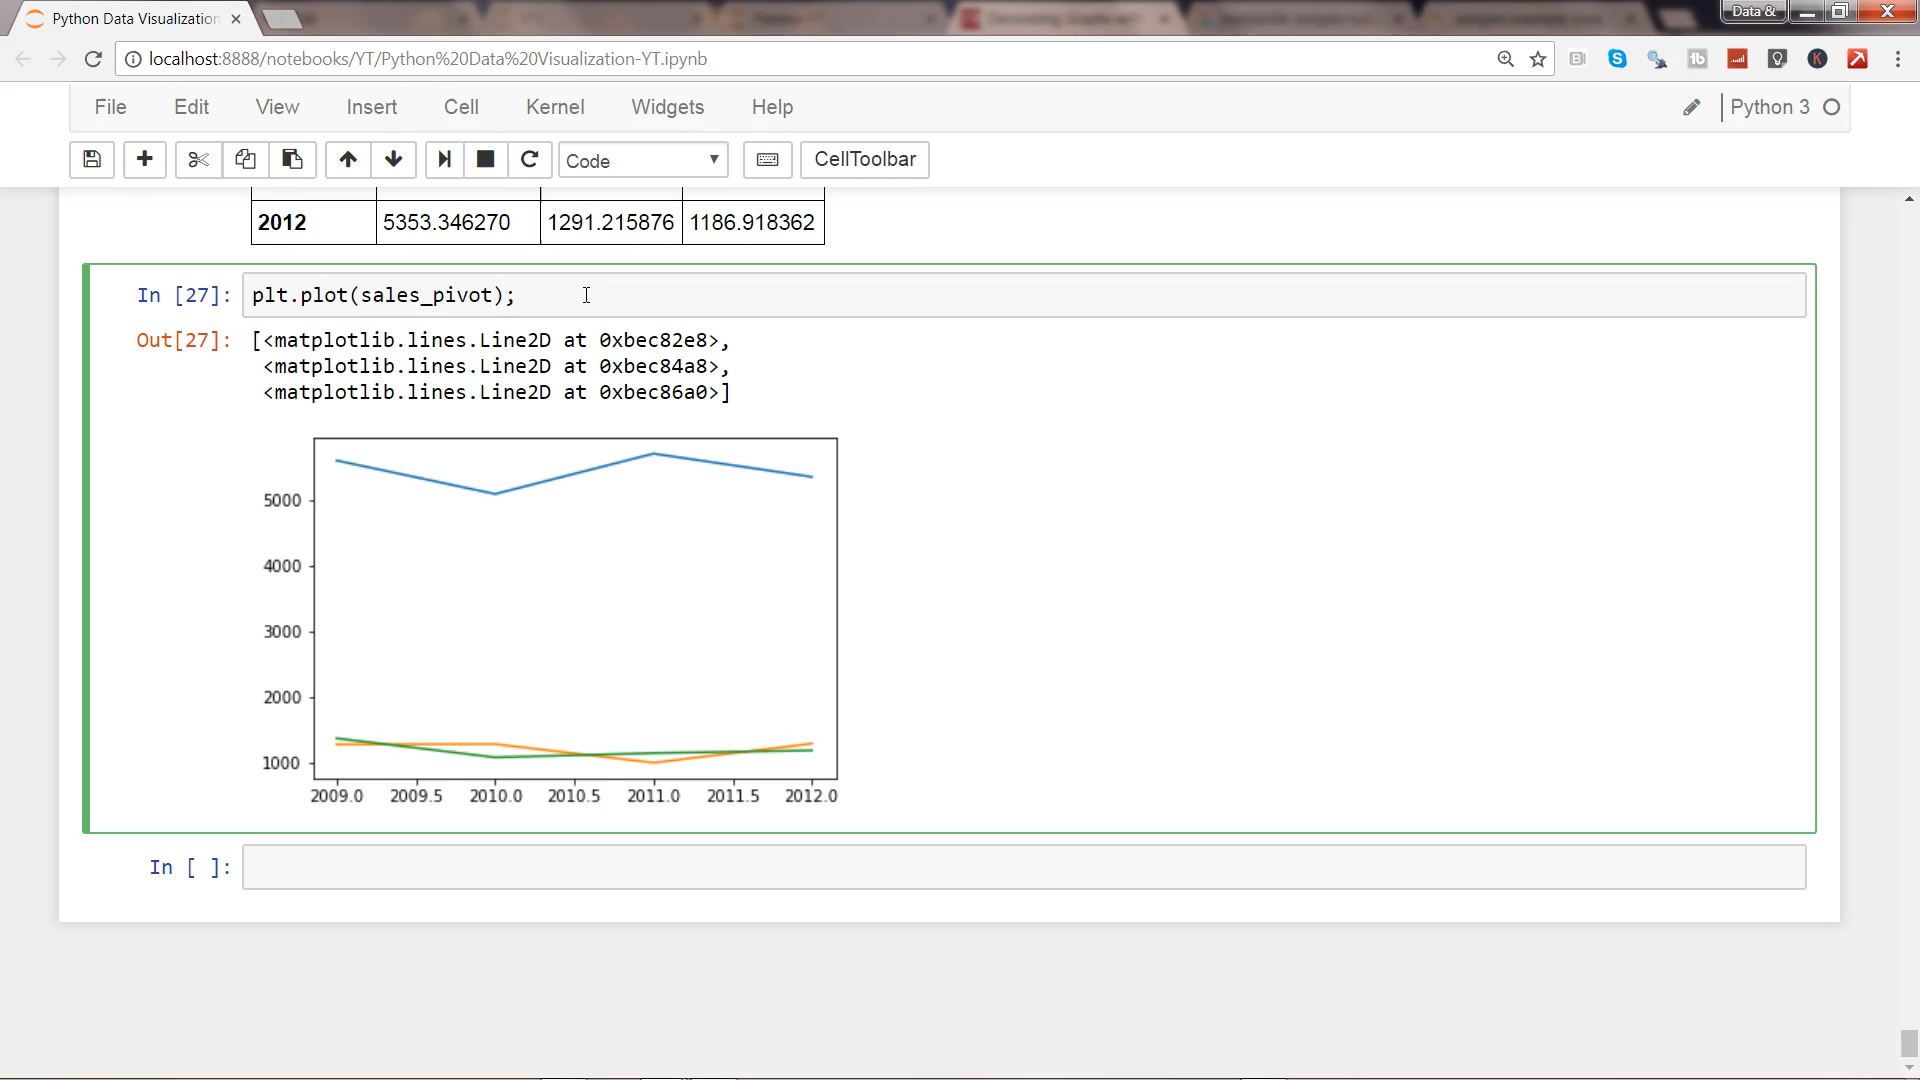 Python Data Visualization
Data &
localhost:8888/notebooks/YT/Python%20Data%20Visualization-YT.ipynb
File Edit View Insert Cell Kernel Widgets Help
Python 3
Code
CellToolbar
2012 5353.346270 1291.215876 1186.918362
In [27]: plt.plot(sales_pivot);
Out[27]: [<matplotlib.lines.Line2D at 0xbec82e8>,
<matplotlib.lines.Line2D at 0xbec84a8>,
<matplotlib.lines.Line2D at 0xbec86a0>]
5000
4000
3000
2000
1000
2009.0 2009.5 2010.0 2010.5 2011.0 2011.5 2012.0
In [ ]: